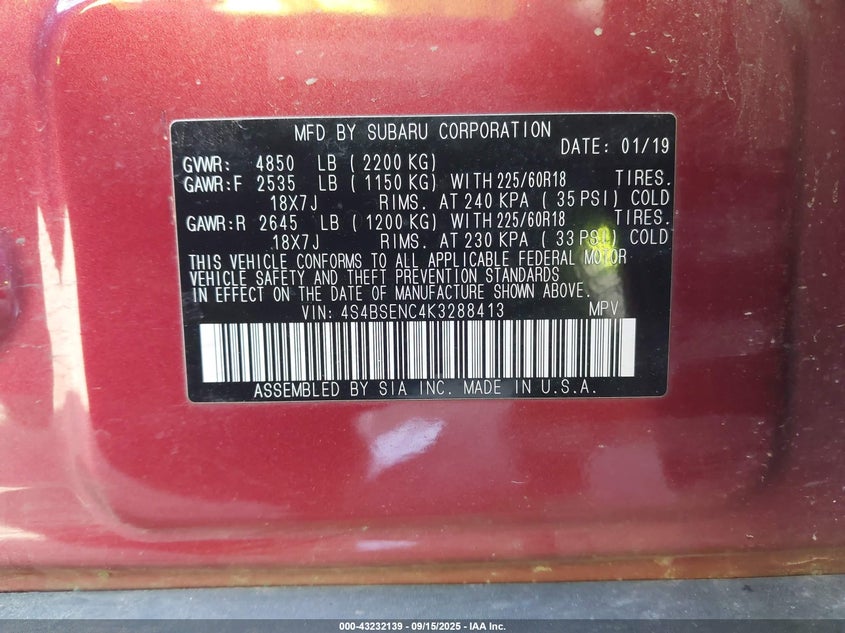 MFD BY SUBARU CORPORATION
DATE: 01/19
GVWR: 4850 LB ( 2200 KG)
GAWR: F 2535 LB ( 1150 KG) WITH 225/60R18 TIRES.
18X7J RIMS. AT 240 KPA ( 35 PSI) COLD
GAWR: R 2645 LB ( 1200 KG) WITH 225/60R18 TIRES.
18X7J RIMS. AT 230 KPA ( 33 PSI) COLD
THIS VEHICLE CONFORMS TO ALL APPLICABLE FEDERAL MOTOR
VEHICLE SAFETY AND THEFT PREVENTION STANDARDS
IN EFFECT ON THE DATE OF MANUFACTURE SHOWN ABOVE.
VIN: 4S4BSENC4K3288413 MPV
ASSEMBLED BY SIA INC. MADE IN U.S.A.
000-43232139 - 09/15/2025 - IAA Inc.